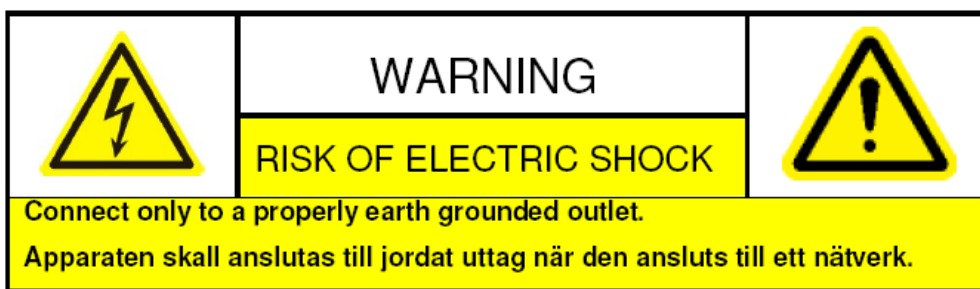 WARNING
RISK OF ELECTRIC SHOCK
Connect only to a properly earth grounded outlet.
Apparaten skall anslutas till jordat uttag när den ansluts till ett nätverk.